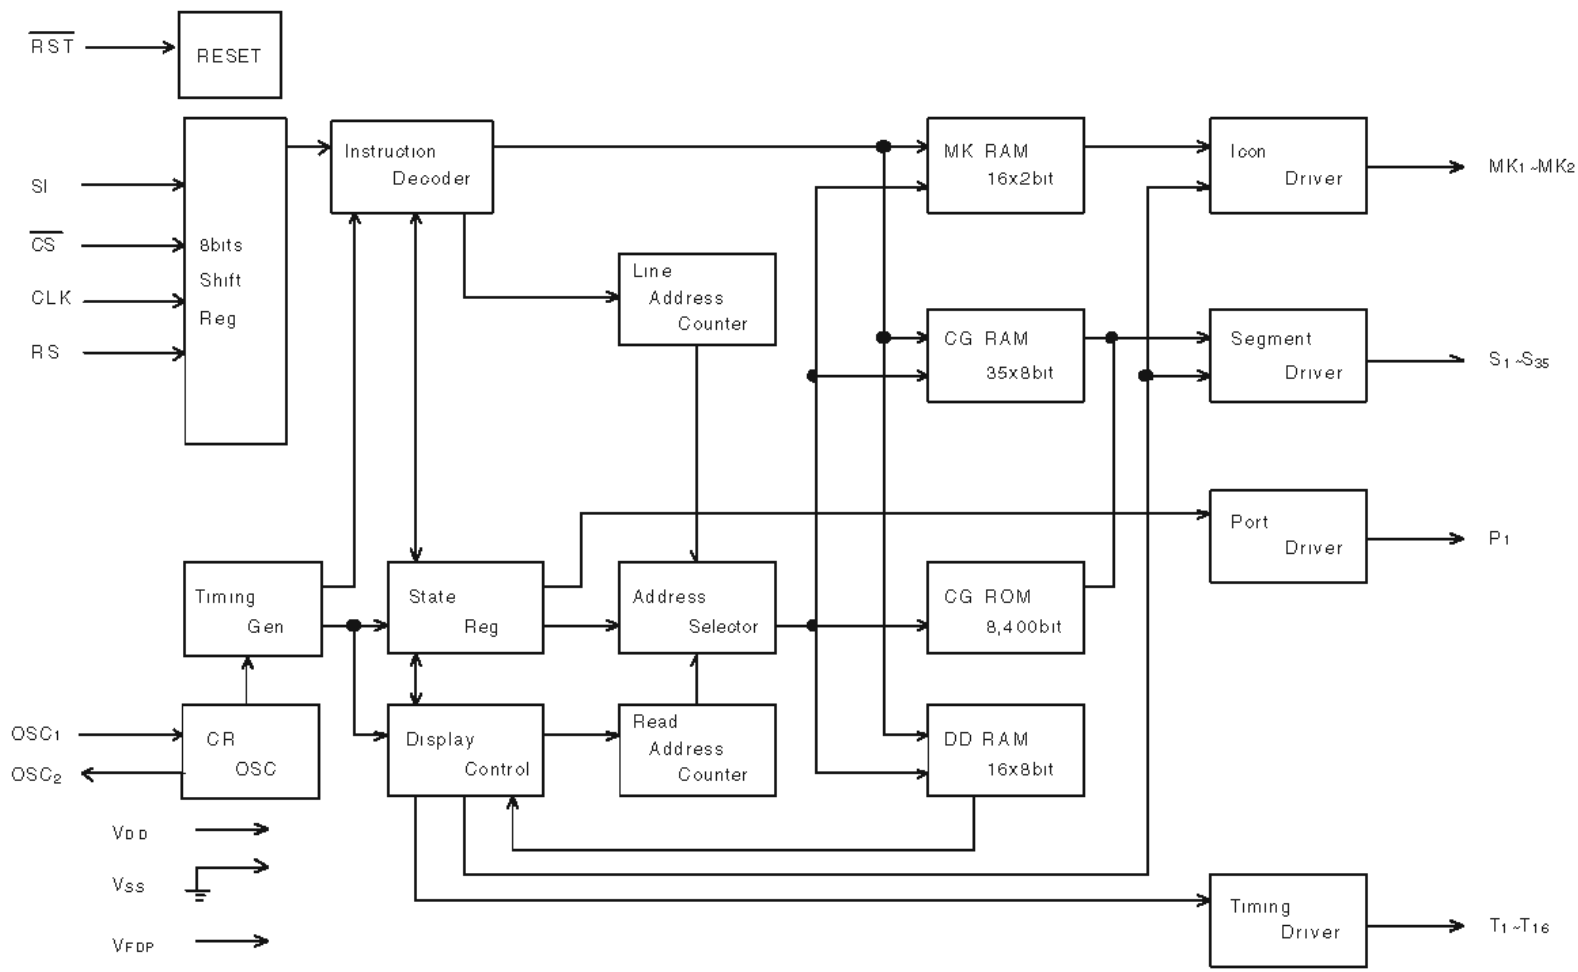 RST
RESET
SI
CS
CLK
RS
8bits
Shift
Reg
Instruction
Decoder
Line
Address
Counter
MK RAM
16x2bit
Icon
Driver
MK1~MK2
CG RAM
35x8bit
Segment
Driver
S1~S35
Port
Driver
P1
Timing
Gen
State
Reg
Address
Selector
CG ROM
8,400bit
OSC1
OSC2
CR
OSC
Display
Control
Read
Address
Counter
DD RAM
16x8bit
VDD
VSS
VFDP
Timing
Driver
T1~T16